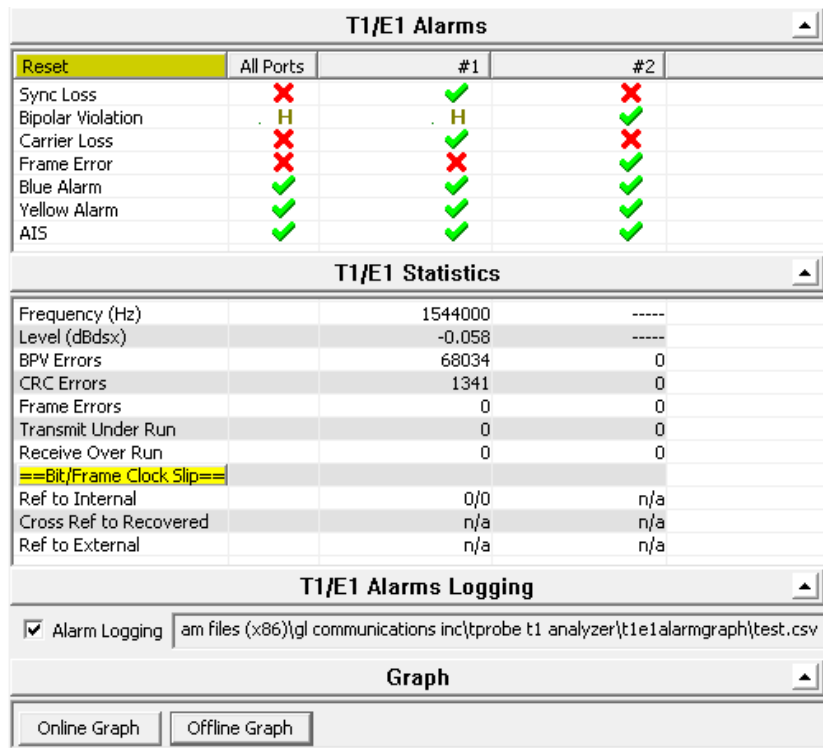 T1/E1 Alarms
Reset All Ports #1 #2
Sync Loss
Bipolar Violation . H . H
Carrier Loss
Frame Error
Blue Alarm
Yellow Alarm
AIS
T1/E1 Statistics
Frequency (Hz) 1544000 -----
Level (dBdsx) -0.058 -----
BPV Errors 68034 0
CRC Errors 1341 0
Frame Errors 0 0
Transmit Under Run 0 0
Receive Over Run 0 0
==Bit/Frame Clock Slip==
Ref to Internal 0/0 n/a
Cross Ref to Recovered n/a n/a
Ref to External n/a n/a
T1/E1 Alarms Logging
Alarm Logging am files (x86)\gl communications inc\tprobe t1 analyzer\t1e1alarmgraph\test.csv
Graph
Online Graph Offline Graph